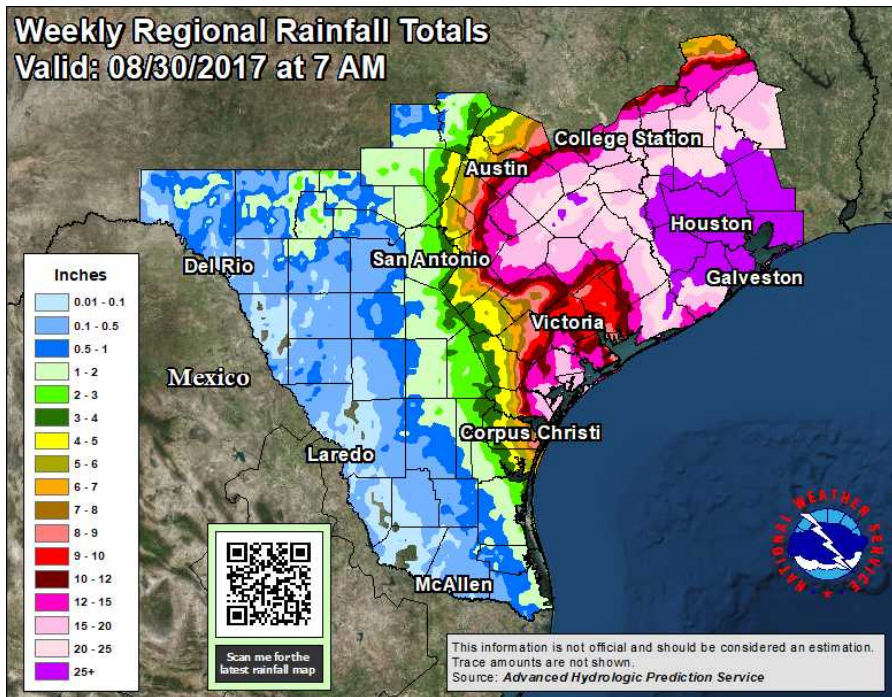 Weekly Regional Rainfall Totals
Valid: 08/30/2017 at 7 AM
College Station
Austin
Houston
San Antonio
Del Rio
Galveston
Inches
0.01 - 0.1
0.1 - 0.5
0.5 - 1
1 - 2
2 - 3
3 - 4
4 - 5
5 - 6
6 - 7
7 - 8
8 - 9
9 - 10
10 - 12
12 - 15
15 - 20
20 - 25
25+
Victoria
Mexico
Corpus Christi
Laredo
McAllen
Scan me for the
latest rainfall map
NATIONAL WEATHER SERVICE
This information is not official and should be considered an estimation.
Trace amounts are not shown.
Source: Advanced Hydrologic Prediction Service